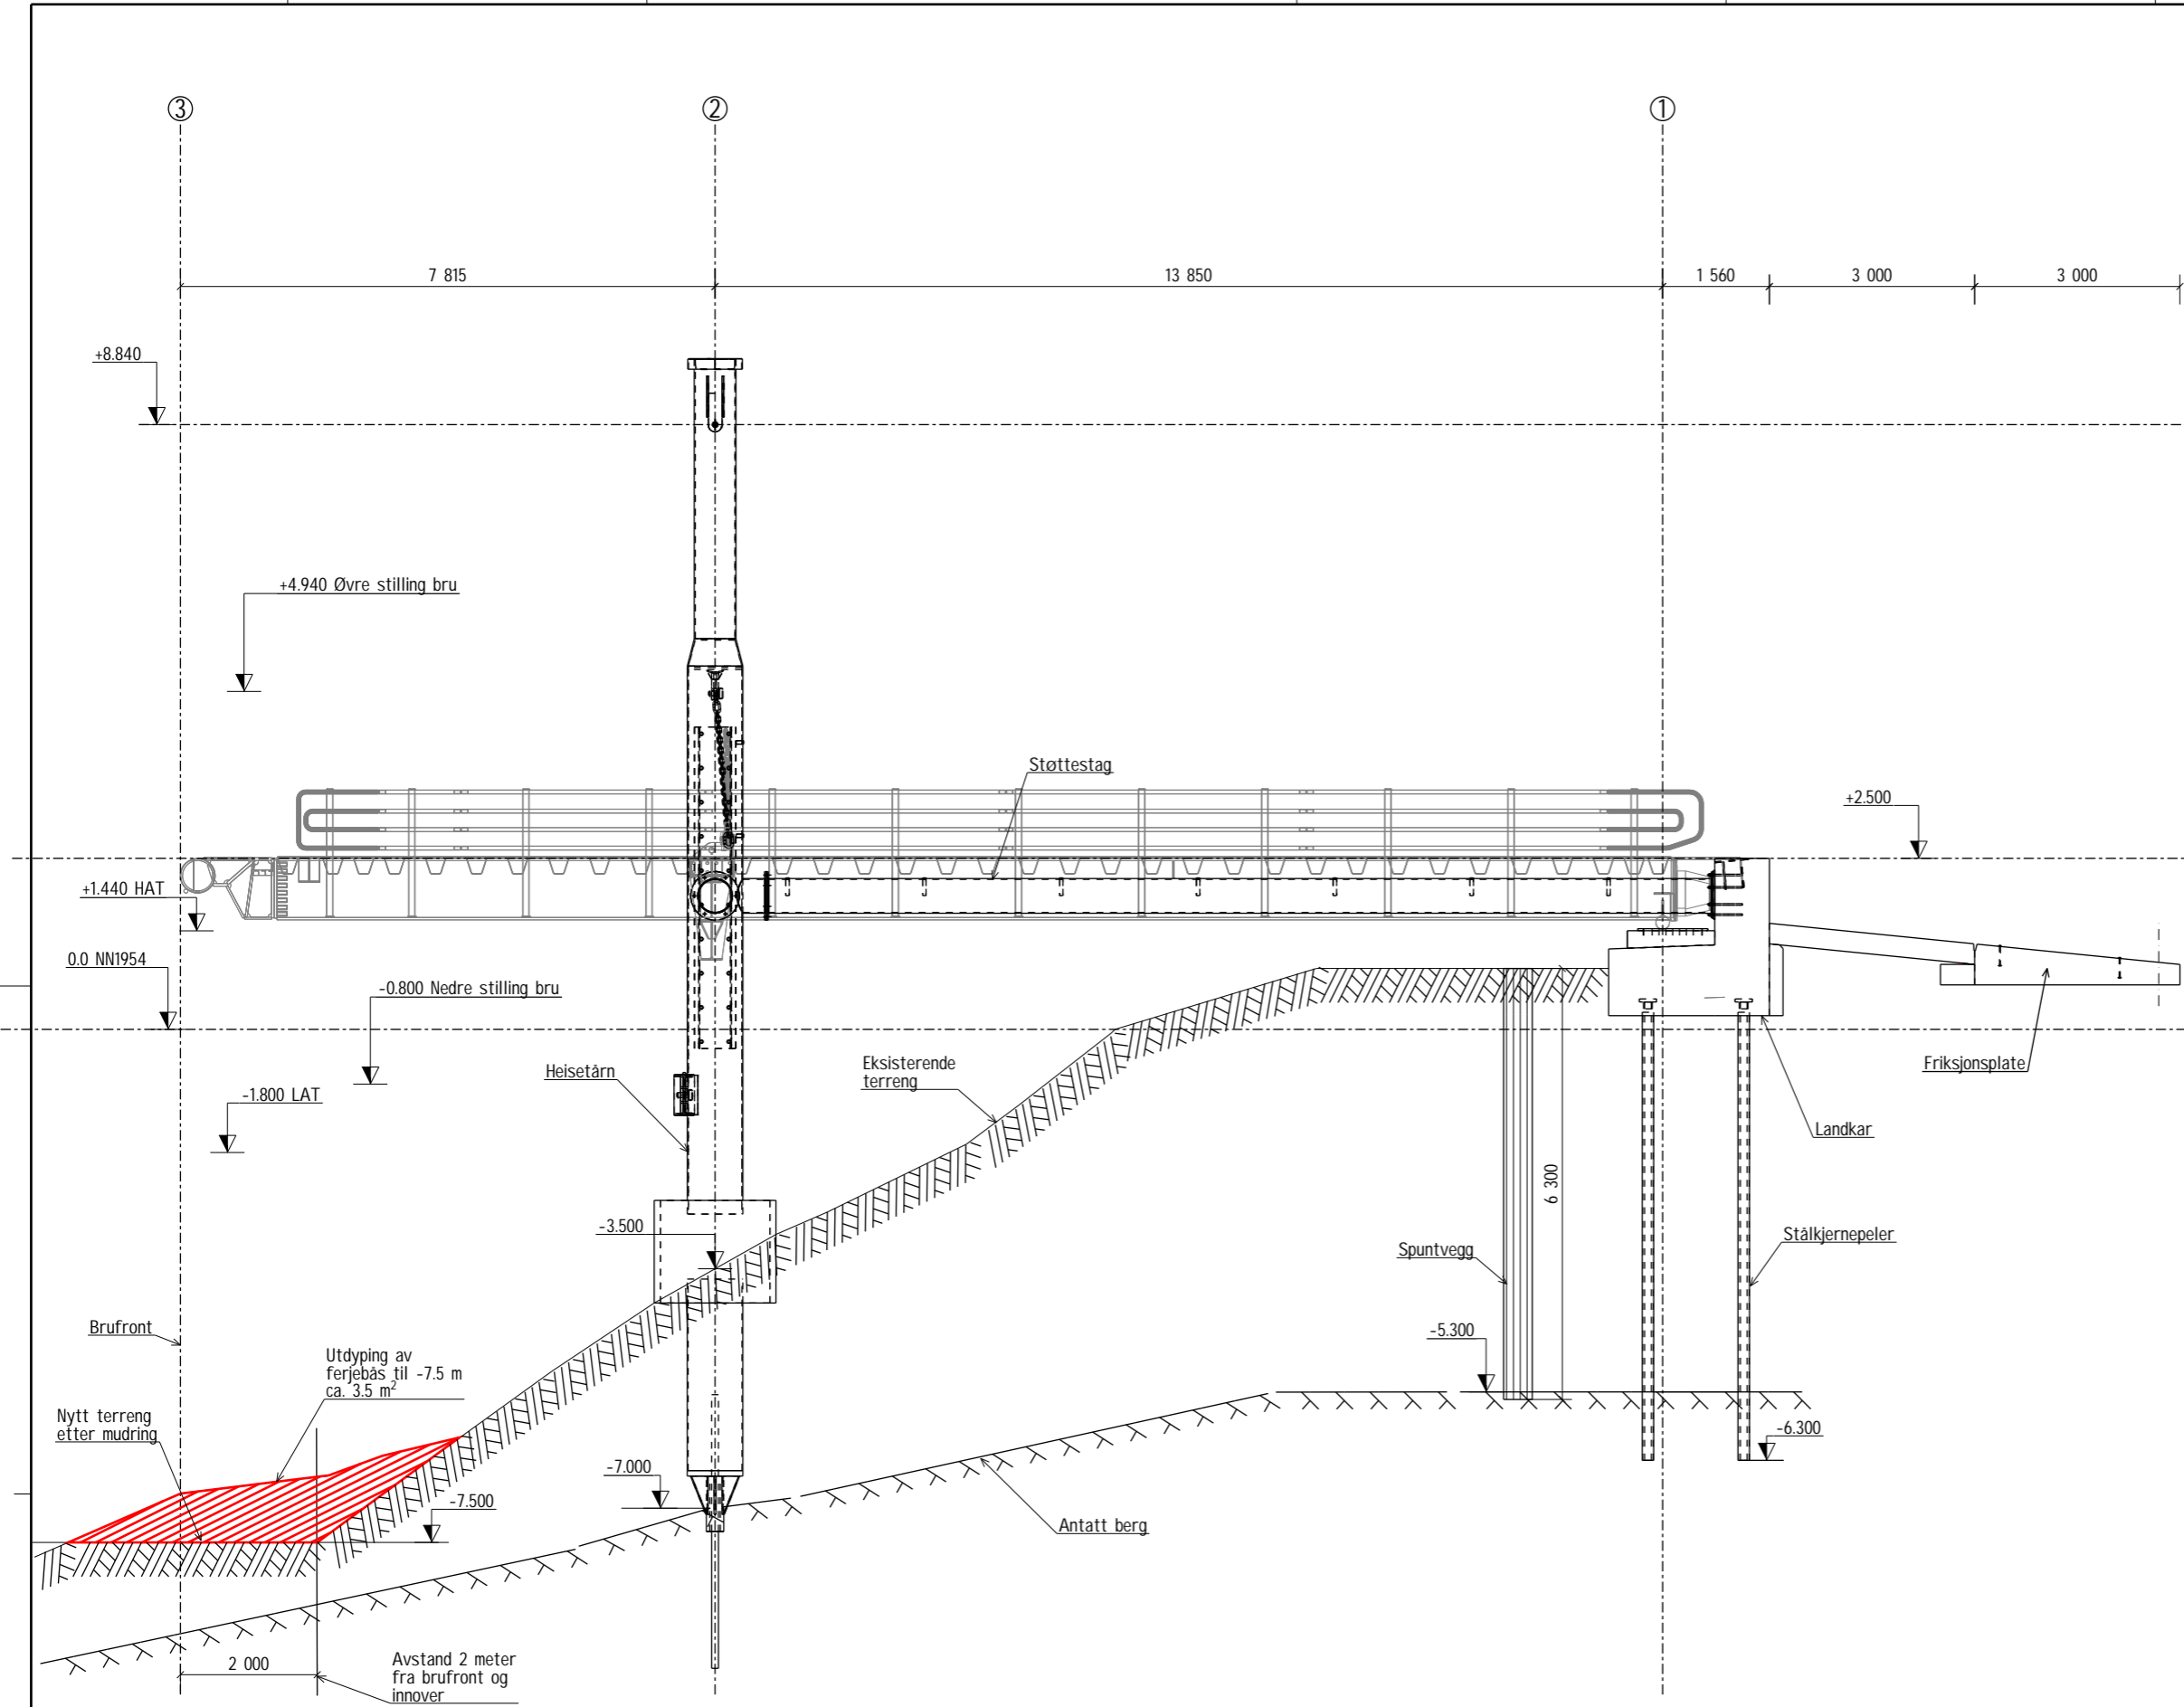 3
2
1
7 815
13 850
1 560
3 000
3 000
+8.840
+4.940 Øvre stilling bru
Støttestag
+2.500
+1.440 HAT
0.0 NN1954
-0.800 Nedre stilling bru
-1.800 LAT
Heisetårn
Eksisterende
terreng
Friksjonsplate
Landkar
6 300
-3.500
Spuntvegg
Stålkjernepeler
Brufront
-5.300
Utdyping av
ferjebås til -7.5 m
ca. 3.5 m²
Nytt terreng
etter mudring
-6.300
-7.000
-7.500
Antatt berg
2 000
Avstand 2 meter
fra brufront og
innover